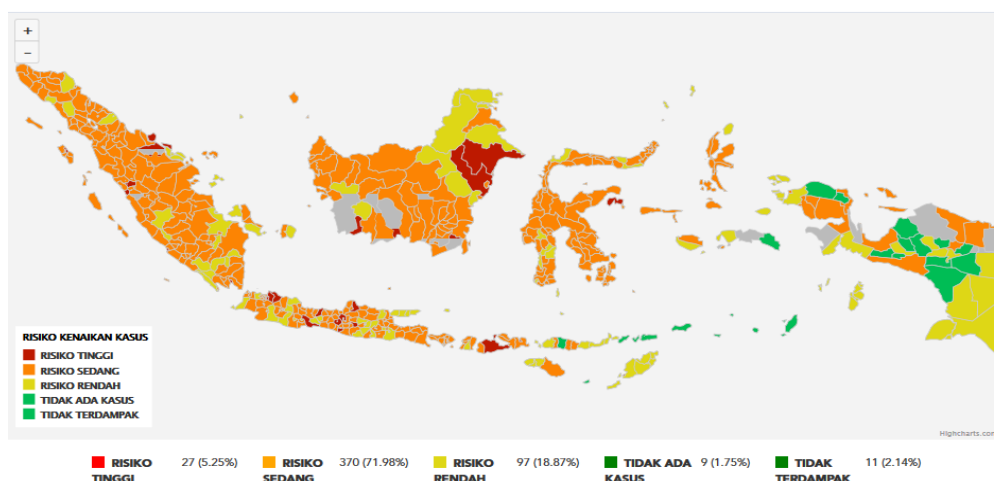 +
−
RISIKO KENAIKAN KASUS
RISIKO TINGGI
RISIKO SEDANG
RISIKO RENDAH
TIDAK ADA KASUS
TIDAK TERDAMPAK
Highcharts.com
RISIKO TINGGI 27 (5.25%)
RISIKO SEDANG 370 (71.98%)
RISIKO RENDAH 97 (18.87%)
TIDAK ADA KASUS 9 (1.75%)
TIDAK TERDAMPAK 11 (2.14%)